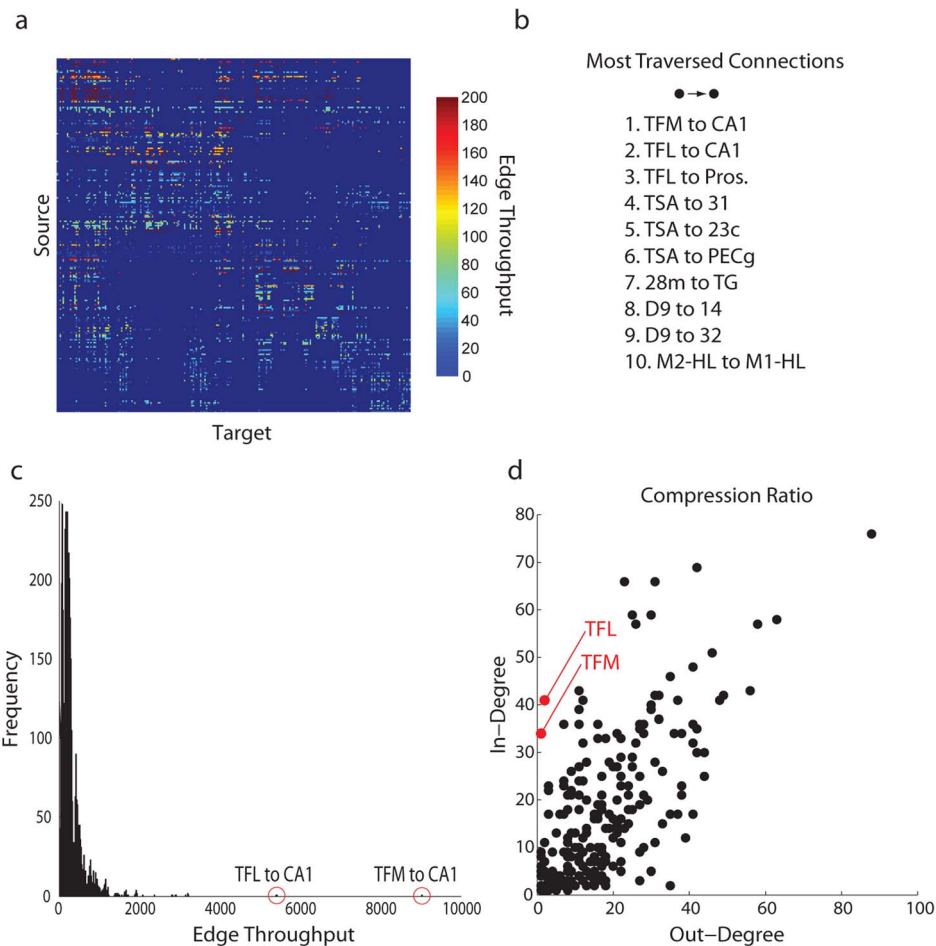 a
Source
Target
200
180
160
140
120
100
80
60
40
20
0
Edge Throughput
b
Most Traversed Connections
1. TFM to CA1
2. TFL to CA1
3. TFL to Pros.
4. TSA to 31
5. TSA to 23c
6. TSA to PECg
7. 28m to TG
8. D9 to 14
9. D9 to 32
10. M2-HL to M1-HL
c
250
200
150
100
50
0
Frequency
TFL to CA1
TFM to CA1
0
2000
4000
6000
8000
10000
Edge Throughput
d
Compression Ratio
80
70
60
50
40
30
20
10
0
In−Degree
TFL
TFM
0
20
40
60
80
100
Out−Degree